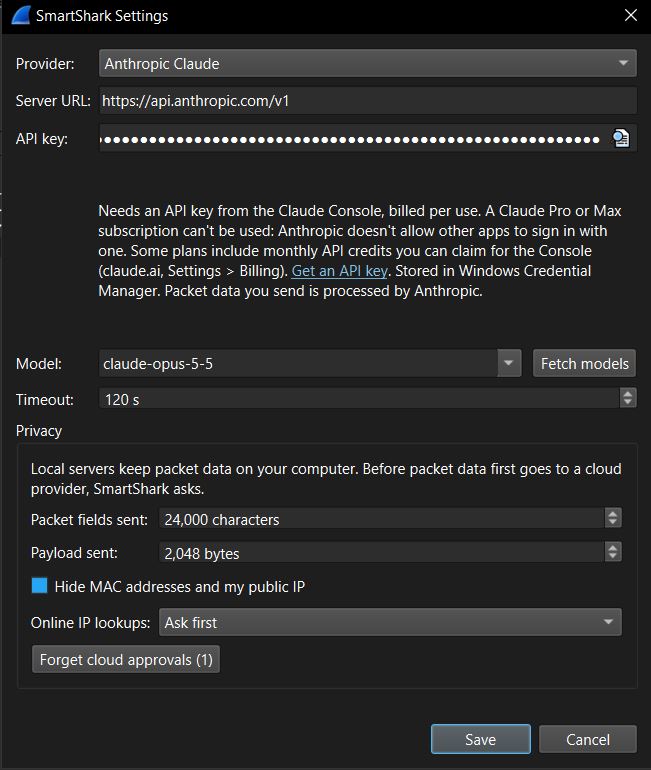 SmartShark Settings
Provider: Anthropic Claude
Server URL: https://api.anthropic.com/v1
API key: ••••••••••••••••••••••••••••••••••••••••••••••••••
Needs an API key from the Claude Console, billed per use. A Claude Pro or Max
subscription can't be used: Anthropic doesn't allow other apps to sign in with
one. Some plans include monthly API credits you can claim for the Console
(claude.ai, Settings > Billing). Get an API key. Stored in Windows Credential
Manager. Packet data you send is processed by Anthropic.
Model: claude-opus-5-5 Fetch models
Timeout: 120 s
Privacy
Local servers keep packet data on your computer. Before packet data first goes to a cloud
provider, SmartShark asks.
Packet fields sent: 24,000 characters
Payload sent: 2,048 bytes
Hide MAC addresses and my public IP
Online IP lookups: Ask first
Forget cloud approvals (1)
Save Cancel